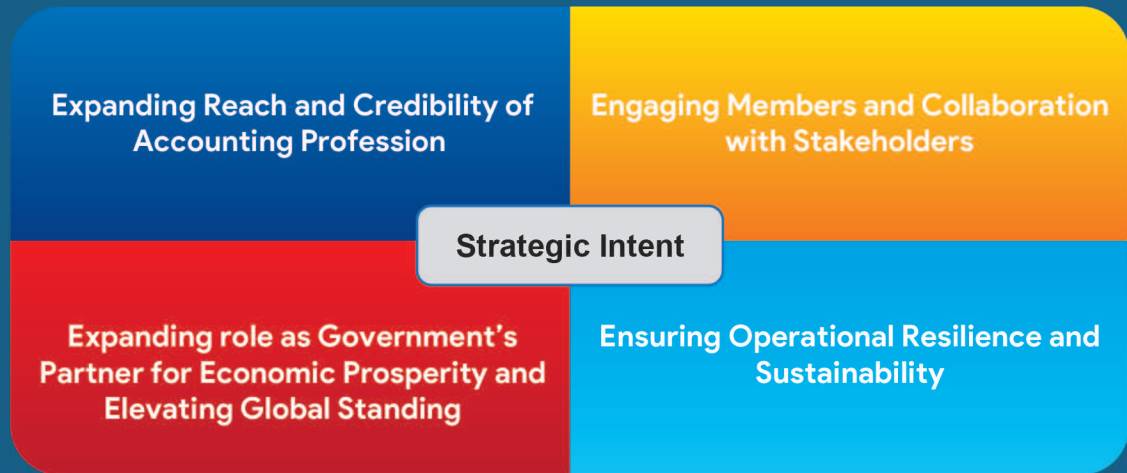 Expanding Reach and Credibility of
Accounting Profession
Engaging Members and Collaboration
with Stakeholders
Strategic Intent
Expanding role as Government's
Partner for Economic Prosperity and
Elevating Global Standing
Ensuring Operational Resilience and
Sustainability